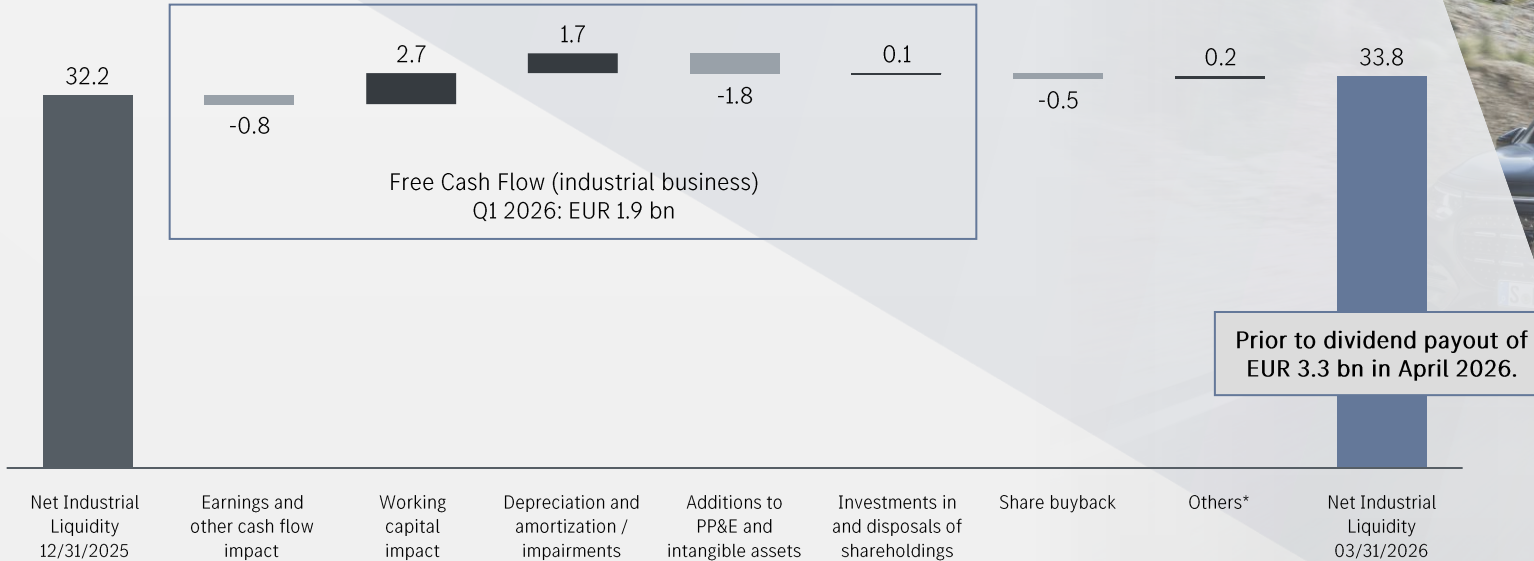 32.2
-0.8
2.7
1.7
-1.8
0.1
-0.5
0.2
33.8
Free Cash Flow (industrial business)
Q1 2026: EUR 1.9 bn
Prior to dividend payout of
EUR 3.3 bn in April 2026.
Net Industrial
Liquidity
12/31/2025
Earnings and
other cash flow
impact
Working
capital
impact
Depreciation and
amortization /
impairments
Additions to
PP&E and
intangible assets
Investments in
and disposals of
shareholdings
Share buyback
Others*
Net Industrial
Liquidity
03/31/2026